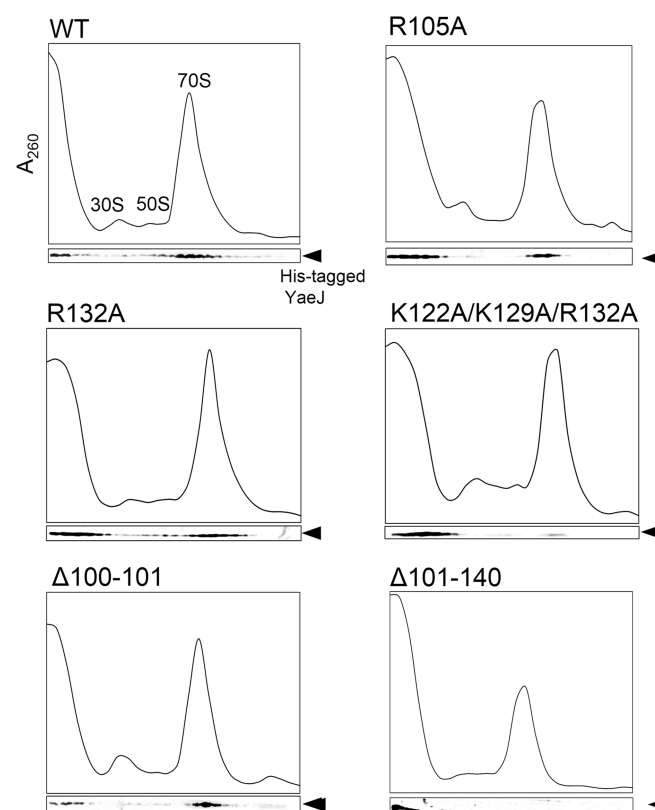 WT
R105A
70S
A260
30S 50S
His-tagged
YaeJ
R132A
K122A/K129A/R132A
Δ100-101
Δ101-140